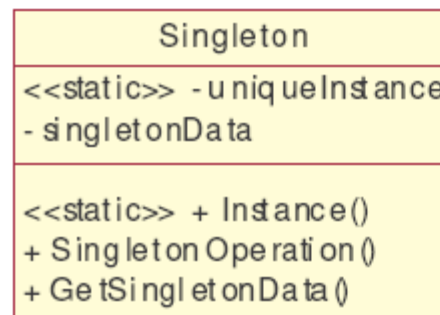 Singleton
<<static>> - uniqueInstance
- singletonData
<<static>> + Instance()
+ SingletonOperation()
+ GetSingletonData()